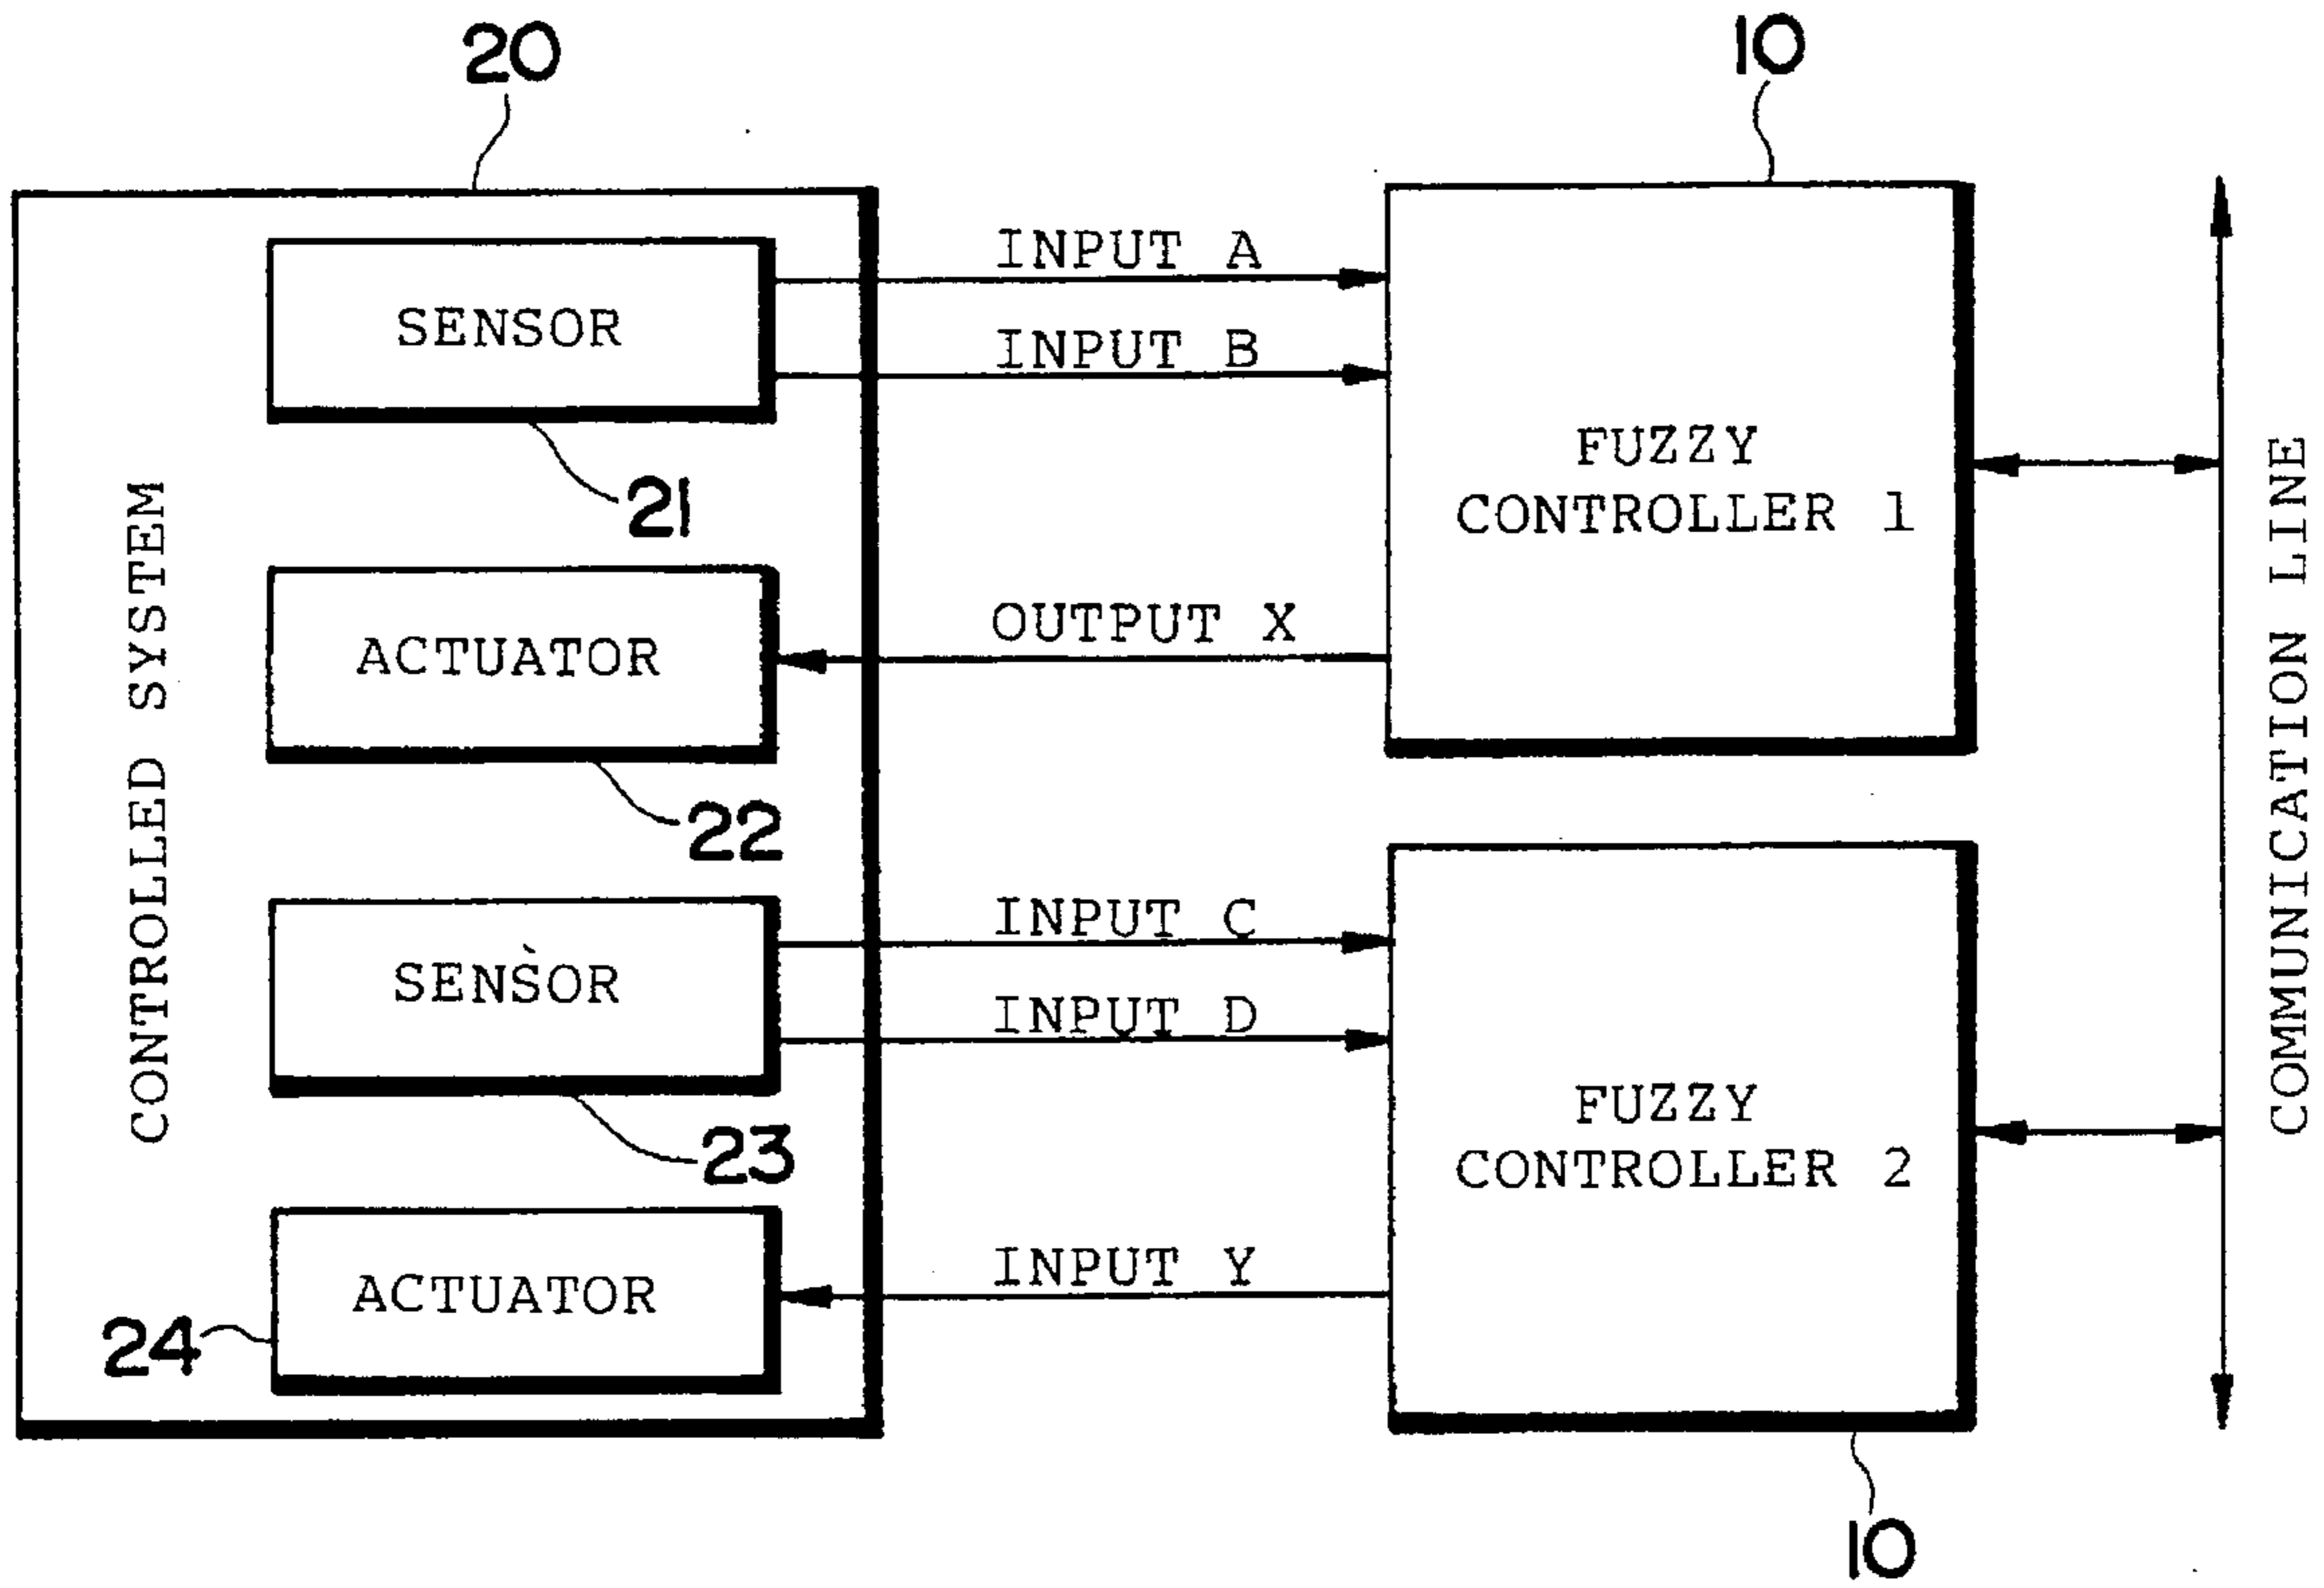 20
10
CONTROLLED SYSTEM
SENSOR
21
ACTUATOR
22
SENSOR
23
ACTUATOR
24
INPUT A
INPUT B
OUTPUT X
INPUT C
INPUT D
INPUT Y
FUZZY
CONTROLLER 1
FUZZY
CONTROLLER 2
10
COMMUNICATION LINE